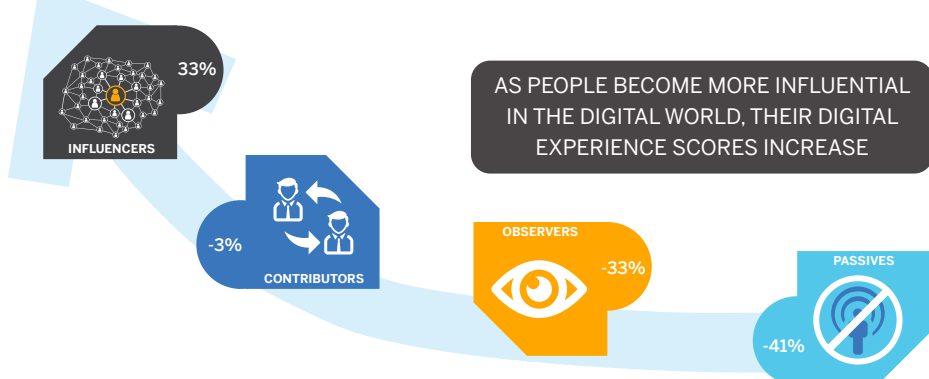 33%
INFLUENCERS
AS PEOPLE BECOME MORE INFLUENTIAL
IN THE DIGITAL WORLD, THEIR DIGITAL
EXPERIENCE SCORES INCREASE
-3%
CONTRIBUTORS
OBSERVERS
-33%
PASSIVES
-41%